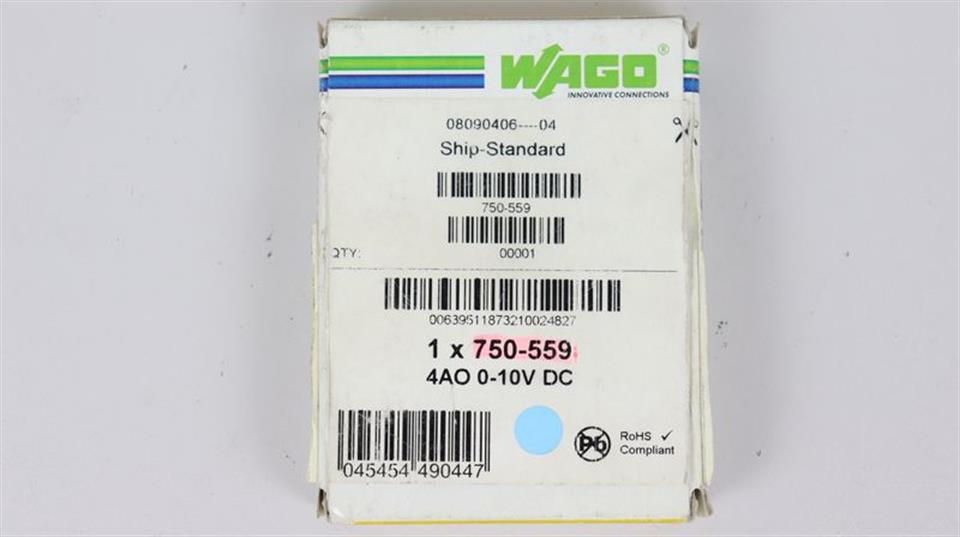 WAGO®
INNOVATIVE CONNECTIONS
08090406----04
Ship-Standard
750-559
QTY: 00001
00639511873210024827
1 x 750-559
4AO 0-10V DC
Pb
RoHS ✓
Compliant
045454 490447